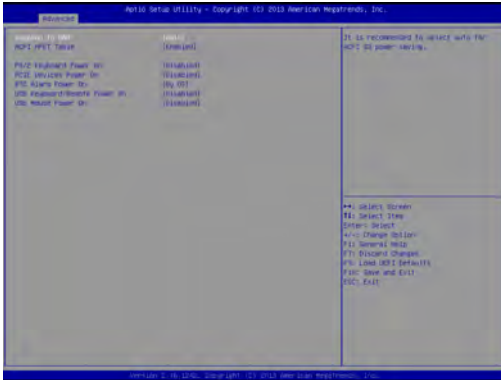 Aptio Setup Utility - Copyright (C) 2013 American Megatrends, Inc.
Advanced
Suspend to RAM [Auto]
ACPI HPET Table [Enabled]
PS/2 Keyboard Power On [Disabled]
PCIE Devices Power On [Disabled]
RTC Alarm Power On [By OS]
USB Keyboard/Remote Power On [Disabled]
USB Mouse Power On [Disabled]
It is recommended to select auto for
ACPI S3 power saving.
→←: Select Screen
↑↓: Select Item
Enter: Select
+/-: Change Option
F1: General Help
F7: Discard Changes
F9: Load UEFI Defaults
F10: Save and Exit
ESC: Exit
Version 2.16.1242. Copyright (C) 2013 American Megatrends, Inc.